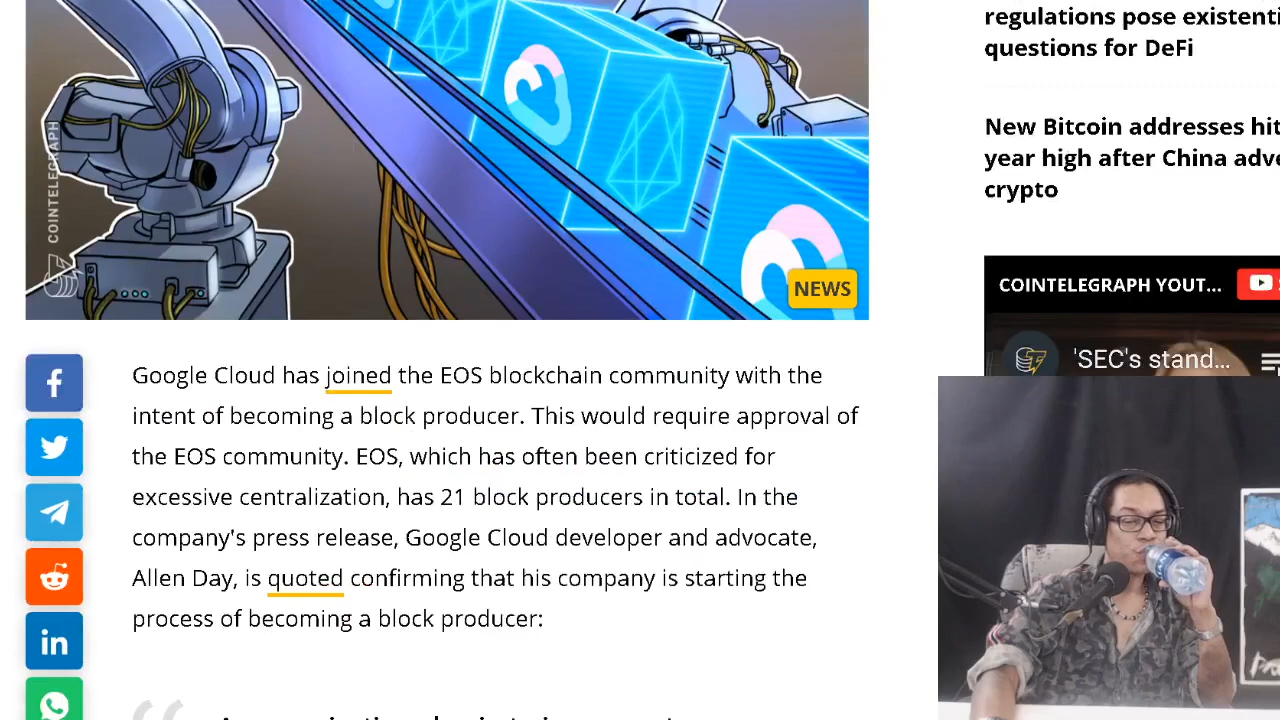 COINTELEGRAPH
NEWS
Google Cloud has joined the EOS blockchain community with the
intent of becoming a block producer. This would require approval of
the EOS community. EOS, which has often been criticized for
excessive centralization, has 21 block producers in total. In the
company's press release, Google Cloud developer and advocate,
Allen Day, is quoted confirming that his company is starting the
process of becoming a block producer:
regulations pose existenti
questions for DeFi
New Bitcoin addresses hit
year high after China adve
crypto
COINTELEGRAPH YOUT...
'SEC's stand...